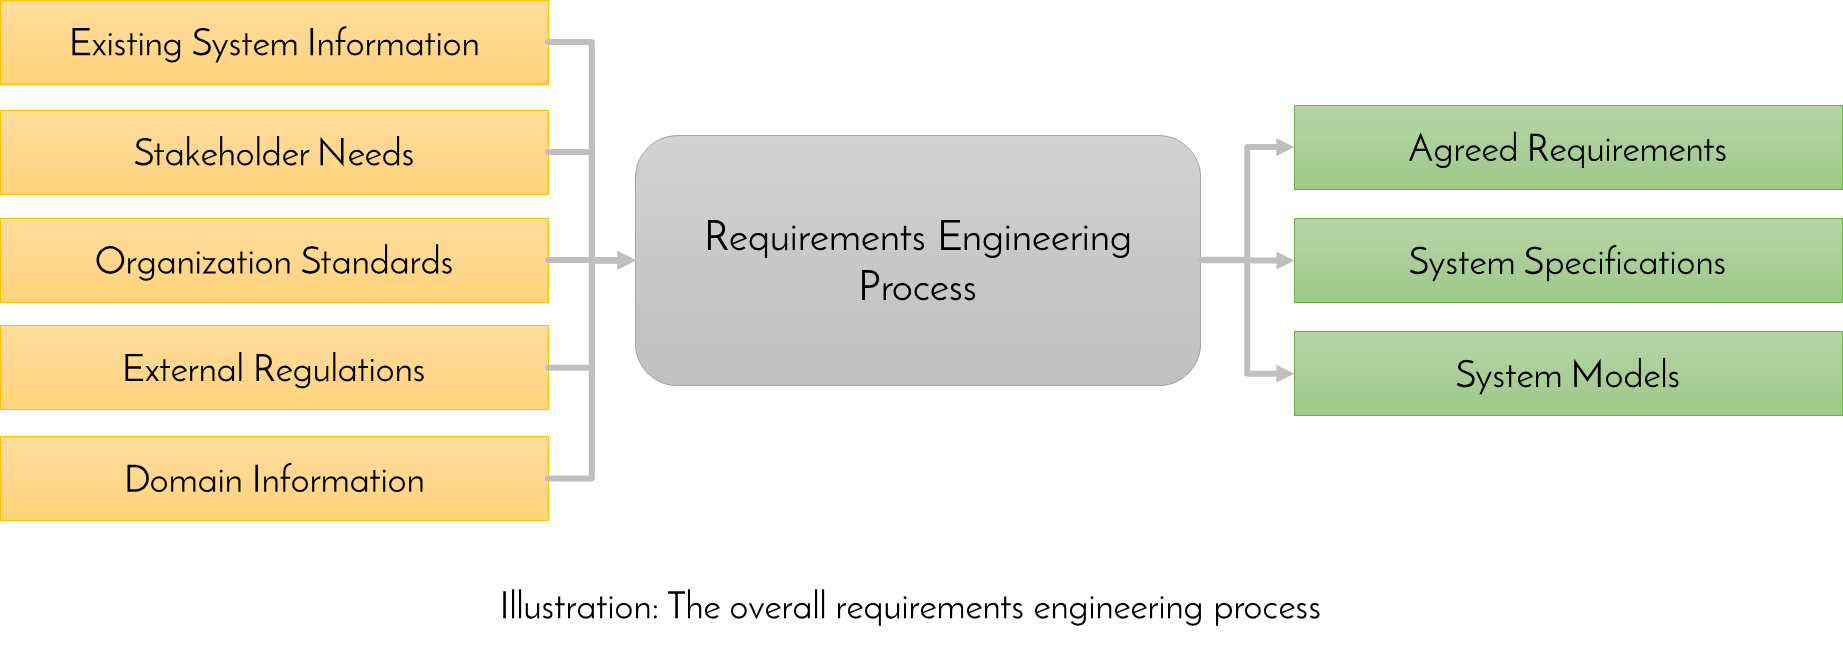 Existing System Information
Stakeholder Needs
Organization Standards
External Regulations
Domain Information
Requirements Engineering
Process
Agreed Requirements
System Specifications
System Models
Illustration: The overall requirements engineering process